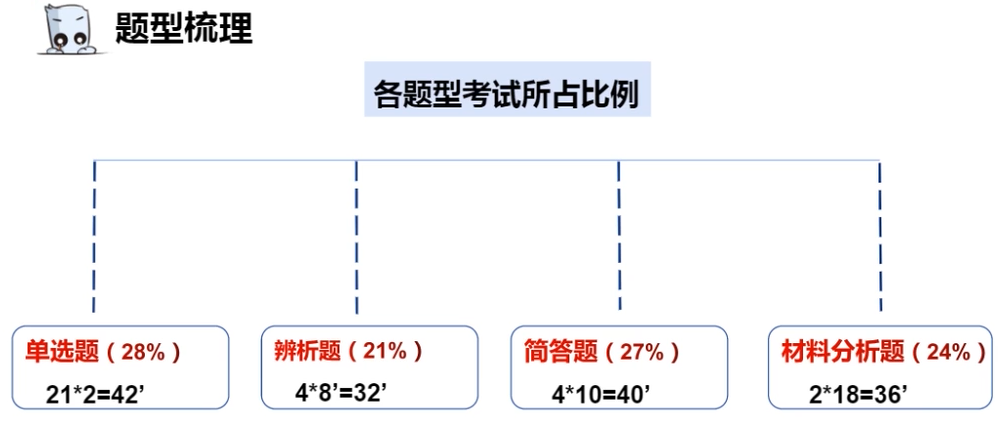 题型梳理
各题型考试所占比例
单选题（28%）
21*2=42’
辨析题（21%）
4*8’=32’
简答题（27%）
4*10=40’
材料分析题（24%）
2*18=36’